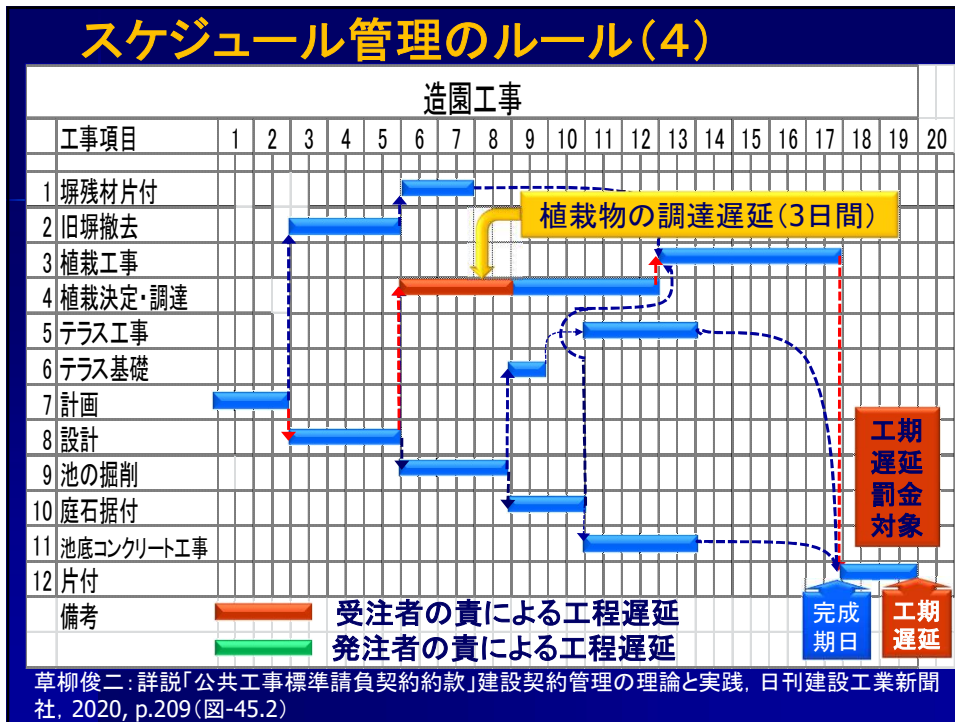 スケジュール管理のルール（4）
造園工事
工事項目 1 2 3 4 5 6 7 8 9 10 11 12 13 14 15 16 17 18 19 20
1 塀残材片付
2 旧塀撤去
植栽物の調達遅延（3日間）
3 植栽工事
4 植栽決定・調達
5 テラス工事
6 テラス基礎
7 計画
8 設計
9 池の掘削
10 庭石据付
11 池底コンクリート工事
12 片付
工期
遅延
罰金
対象
備考
受注者の責による工程遅延
発注者の責による工程遅延
完成
期日
工期
遅延
草柳俊二：詳説「公共工事標準請負契約約款」建設契約管理の理論と実践，日刊建設工業新聞
社，2020, p.209（図-45.2）